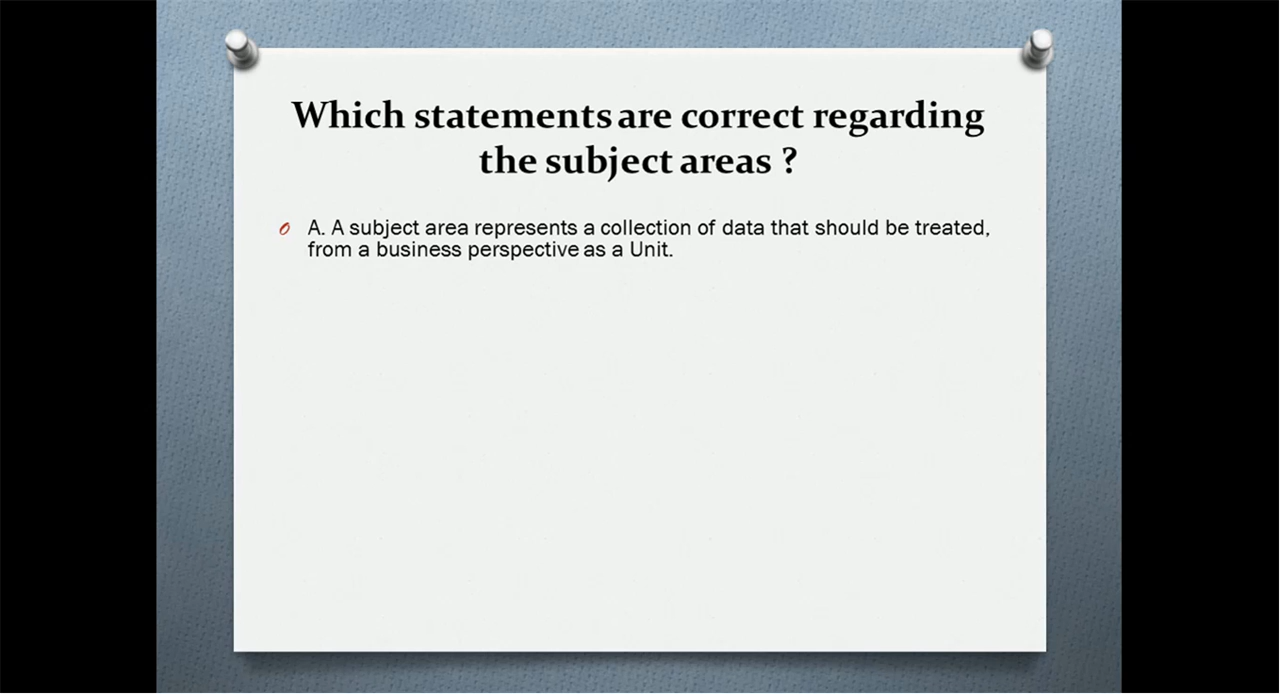 Which statements are correct regarding
the subject areas ?
A. A subject area represents a collection of data that should be treated,
from a business perspective as a Unit.